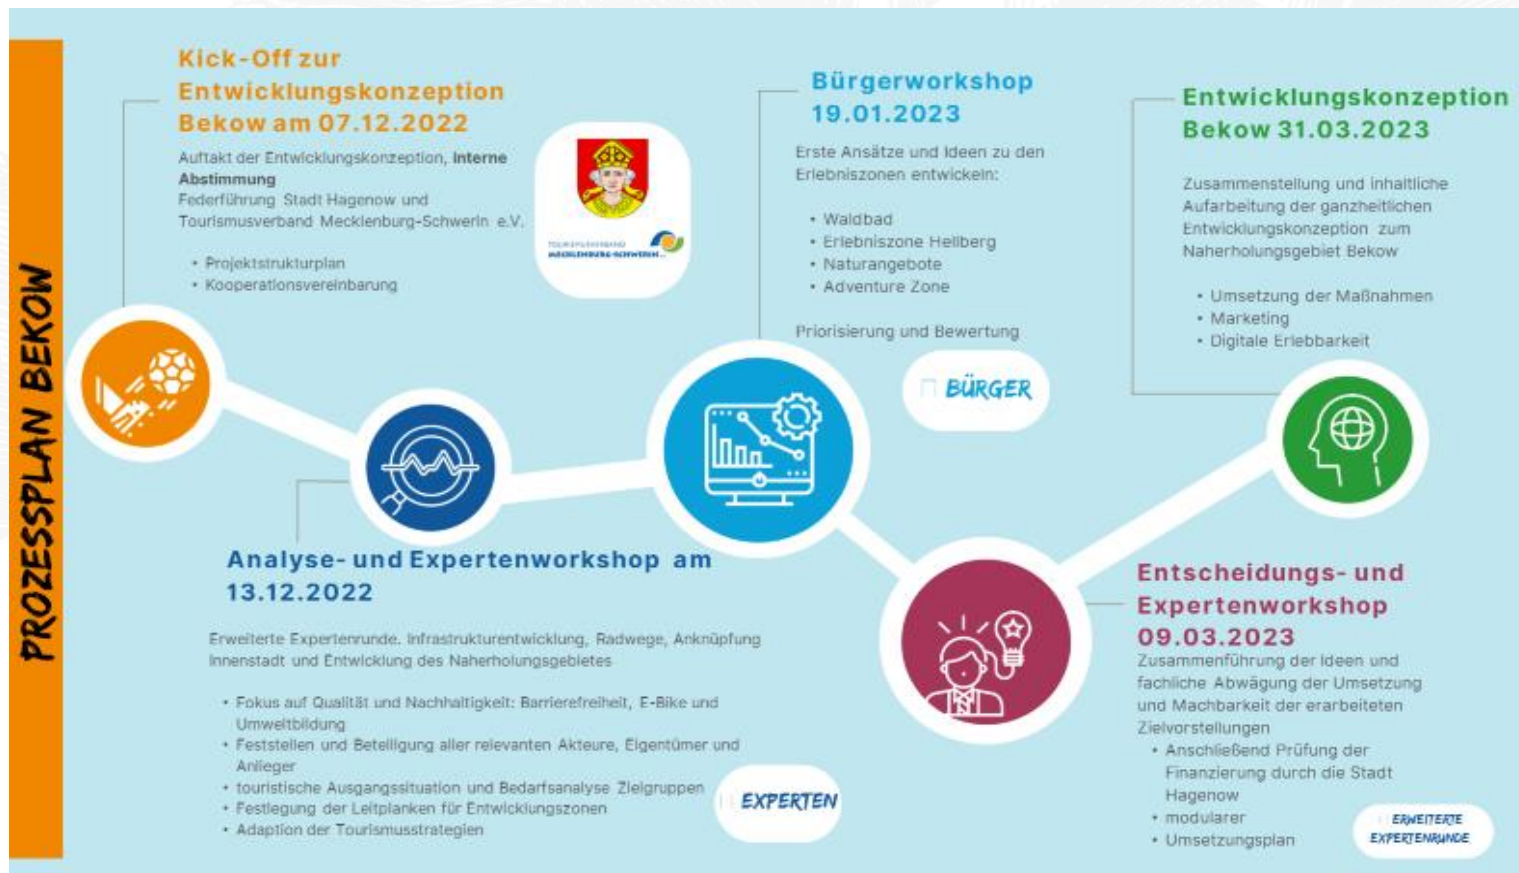 PROZESSPLAN BEKOW
Kick-Off zur
Entwicklungskonzeption
Bekow am 07.12.2022
Auftakt der Entwicklungskonzeption, Interne
Abstimmung
Federführung Stadt Hagenow und
Tourismusverband Mecklenburg-Schwerin e.V.
• Projektstrukturplan
• Kooperationsvereinbarung
TOURISMUSVERBAND
MECKLENBURG-SCHWERIN
Analyse- und Expertenworkshop am
13.12.2022
Erweiterte Expertenrunde. Infrastrukturentwicklung, Radwege, Anknüpfung
Innenstadt und Entwicklung des Naherholungsgebietes
• Fokus auf Qualität und Nachhaltigkeit: Barrierefreiheit, E-Bike und
Umweltbildung
• Feststellen und Beteiligung aller relevanten Akteure, Eigentümer und
Anlieger
• touristische Ausgangssituation und Bedarfsanalyse Zielgruppen
• Festlegung der Leitplanken für Entwicklungszonen
• Adaption der Tourismusstrategien
EXPERTEN
Bürgerworkshop
19.01.2023
Erste Ansätze und Ideen zu den
Erlebniszonen entwickeln:
• Waldbad
• Erlebniszone Hellberg
• Naturangebote
• Adventure Zone
Priorisierung und Bewertung
BÜRGER
Entscheidungs- und
Expertenworkshop
09.03.2023
Zusammenführung der Ideen und
fachliche Abwägung der Umsetzung
und Machbarkeit der erarbeiteten
Zielvorstellungen
• Anschließend Prüfung der
Finanzierung durch die Stadt
Hagenow
• modularer
• Umsetzungsplan
ERWEITERTE
EXPERTENRUNDE
Entwicklungskonzeption
Bekow 31.03.2023
Zusammenstellung und inhaltliche
Aufarbeitung der ganzheitlichen
Entwicklungskonzeption zum
Naherholungsgebiet Bekow
• Umsetzung der Maßnahmen
• Marketing
• Digitale Erlebbarkeit